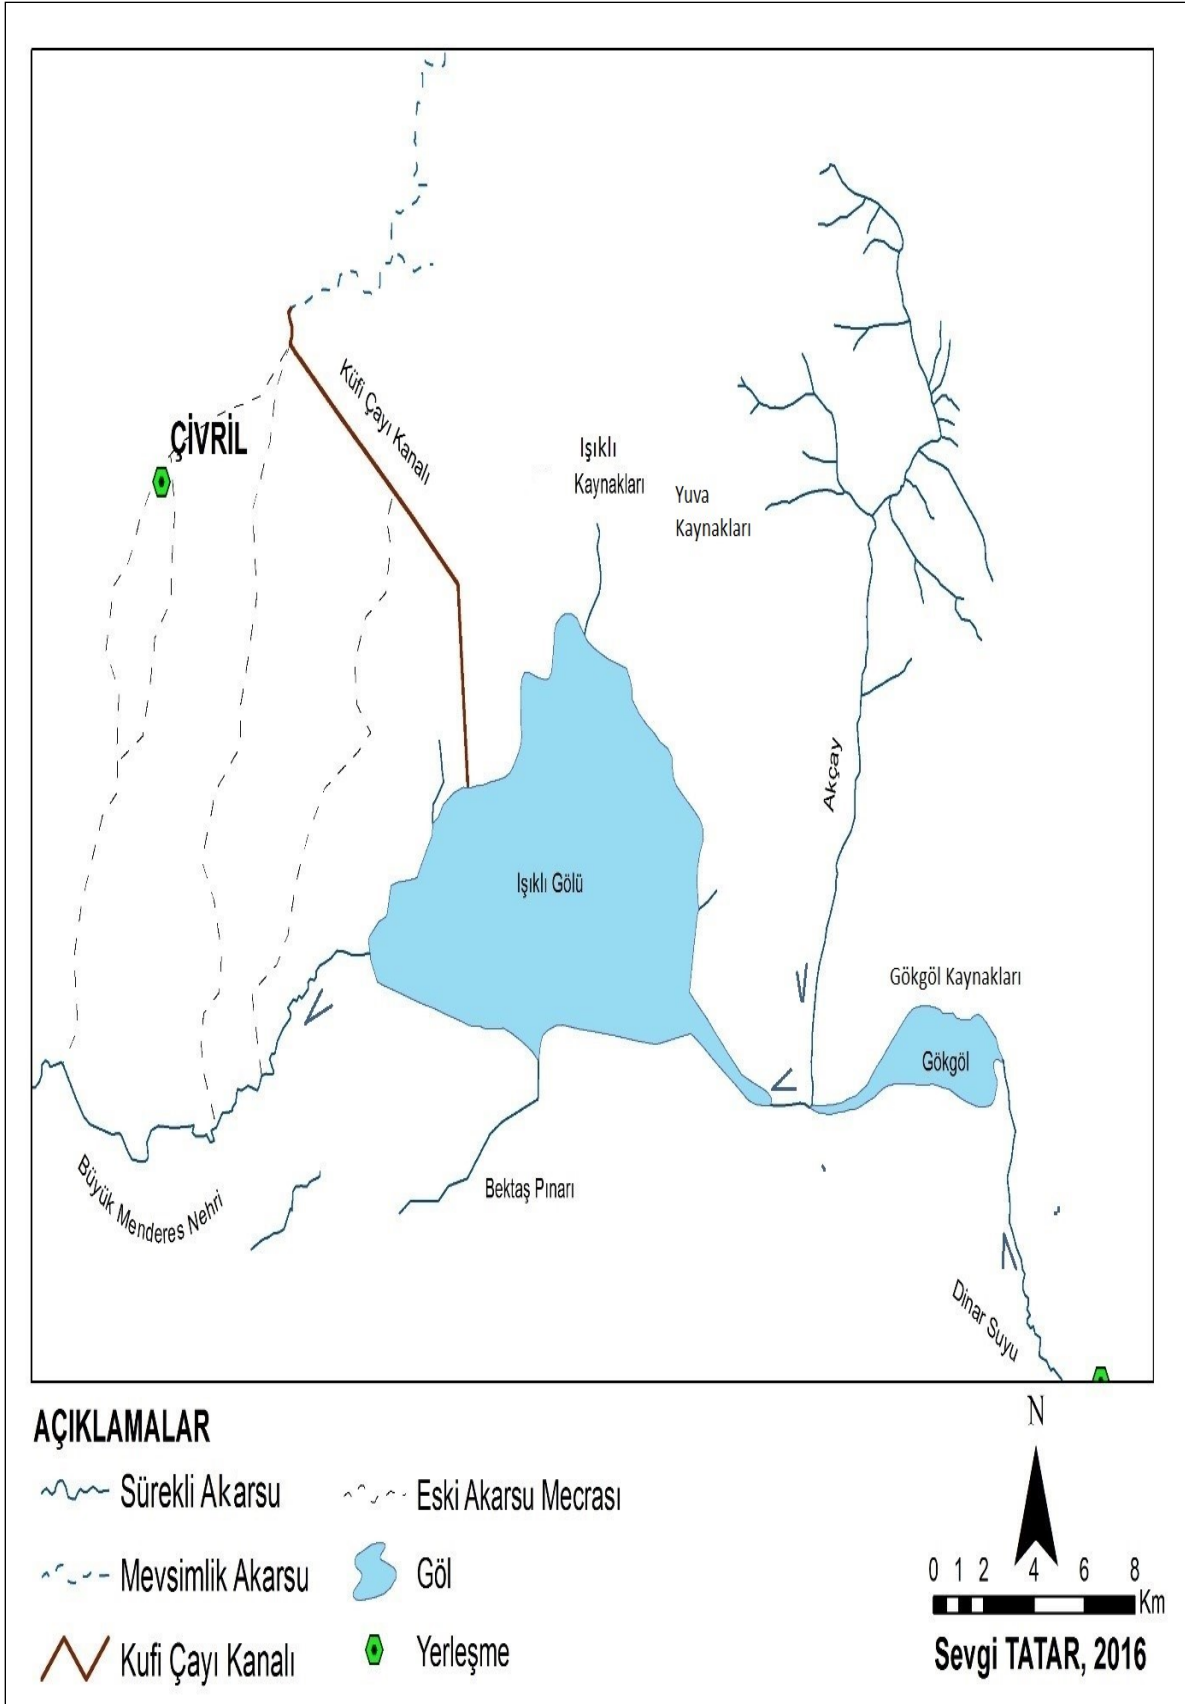 Küfi Çayı Kanalı
ÇİVRİL
Işıklı
Kaynakları
Yuva
Kaynakları
Akçay
Işıklı Gölü
Gökgöl Kaynakları
Gökgöl
Bektaş Pınarı
Büyük Menderes Nehri
Dinar Suyu
AÇIKLAMALAR
Sürekli Akarsu
Eski Akarsu Mecrası
Mevsimlik Akarsu
Göl
Kufi Çayı Kanalı
Yerleşme
N
0 1 2 4 6 8
Km
Sevgi TATAR, 2016